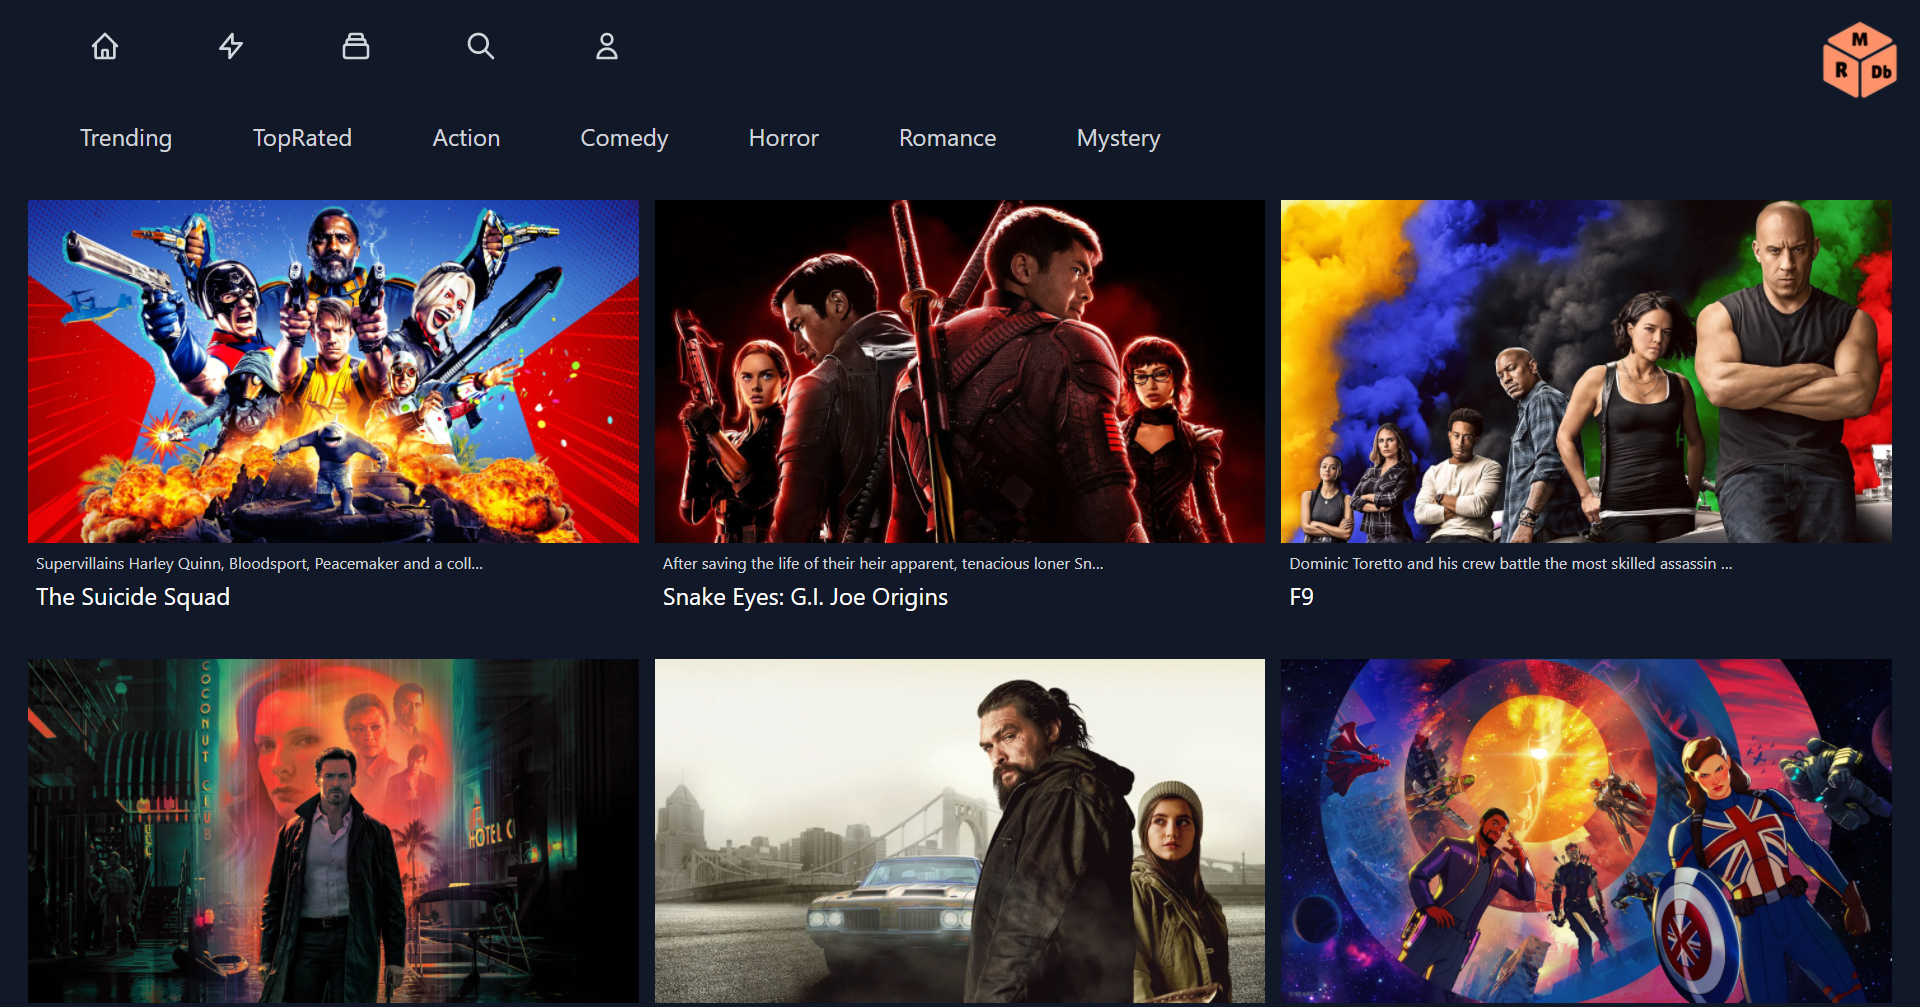 M
R
Db
Trending
TopRated
Action
Comedy
Horror
Romance
Mystery
Supervillains Harley Quinn, Bloodsport, Peacemaker and a coll...
The Suicide Squad
After saving the life of their heir apparent, tenacious loner Sn...
Snake Eyes: G.I. Joe Origins
Dominic Toretto and his crew battle the most skilled assassin ...
F9
COCONUT CLUB
HOTEL C